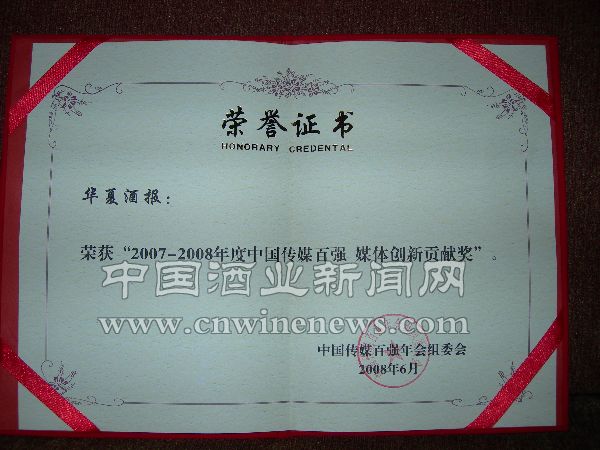 荣誉证书
HONORARY CREDENTAL
华夏酒报：
荣获“2007-2008年度中国传媒百强 媒体创新贡献奖”。
中国酒业新闻网
www.cnwinenews.com
中国传媒百强年会组委会
2008年6月